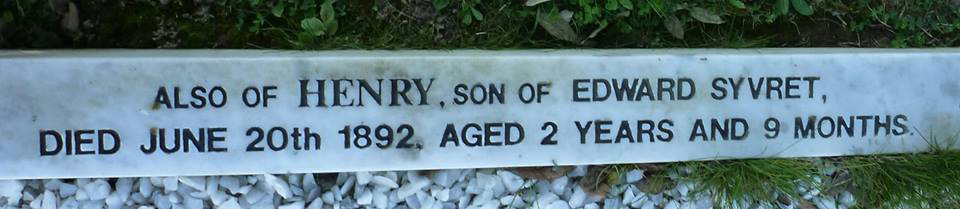 ALSO OF HENRY, SON OF EDWARD SYVRET,
DIED JUNE 20th 1892, AGED 2 YEARS AND 9 MONTHS.